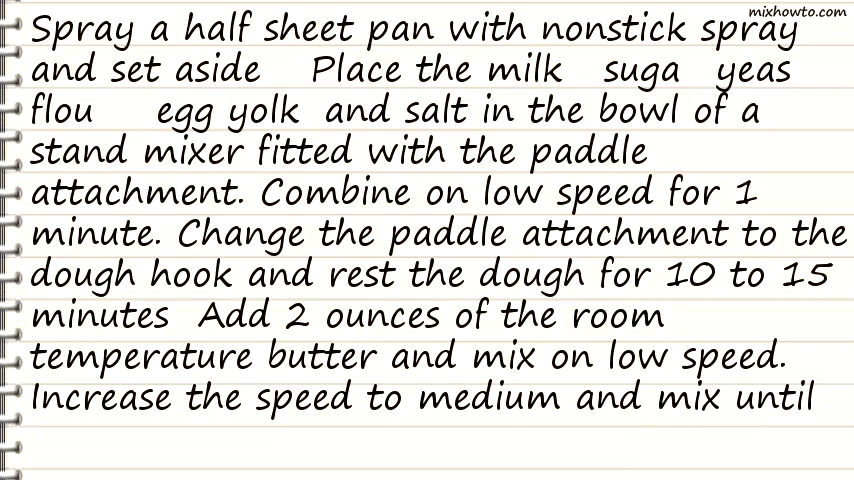 mixhowto.com
Spray a half sheet pan with nonstick spray
and set aside Place the milk suga yeas
flou egg yolk and salt in the bowl of a
stand mixer fitted with the paddle
attachment. Combine on low speed for 1
minute. Change the paddle attachment to the
dough hook and rest the dough for 10 to 15
minutes Add 2 ounces of the room
temperature butter and mix on low speed.
Increase the speed to medium and mix until